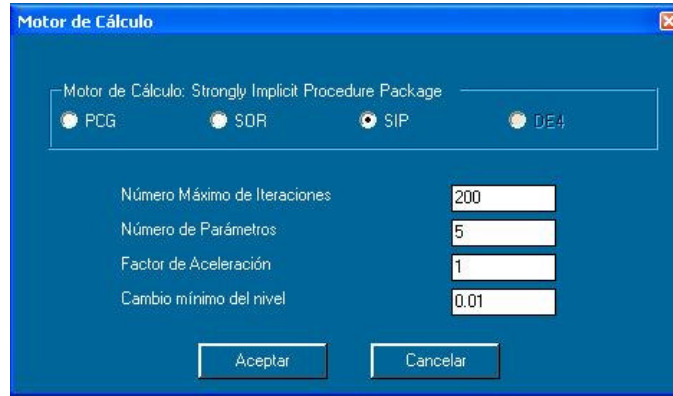 Motor de Cálculo
Motor de Cálculo: Strongly Implicit Procedure Package
PCG SOR SIP DE4
Número Máximo de Iteraciones 200
Número de Parámetros 5
Factor de Aceleración 1
Cambio mínimo del nivel 0.01
Aceptar Cancelar